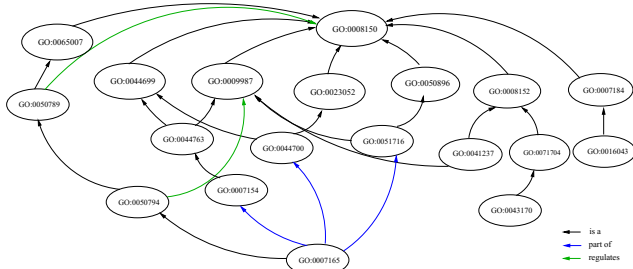 GO:0008150
GO:0065007
GO:0044699
GO:0009987
GO:0023052
GO:0050896
GO:0008152
GO:0007184
GO:0050789
GO:0044763
GO:0044700
GO:0051716
GO:0041237
GO:0071704
GO:0016043
GO:0050794
GO:0007154
GO:0043170
GO:0007165
is a
part of
regulates